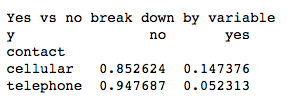 Yes vs no break down by variable
y no yes
contact
cellular 0.852624 0.147376
telephone 0.947687 0.052313